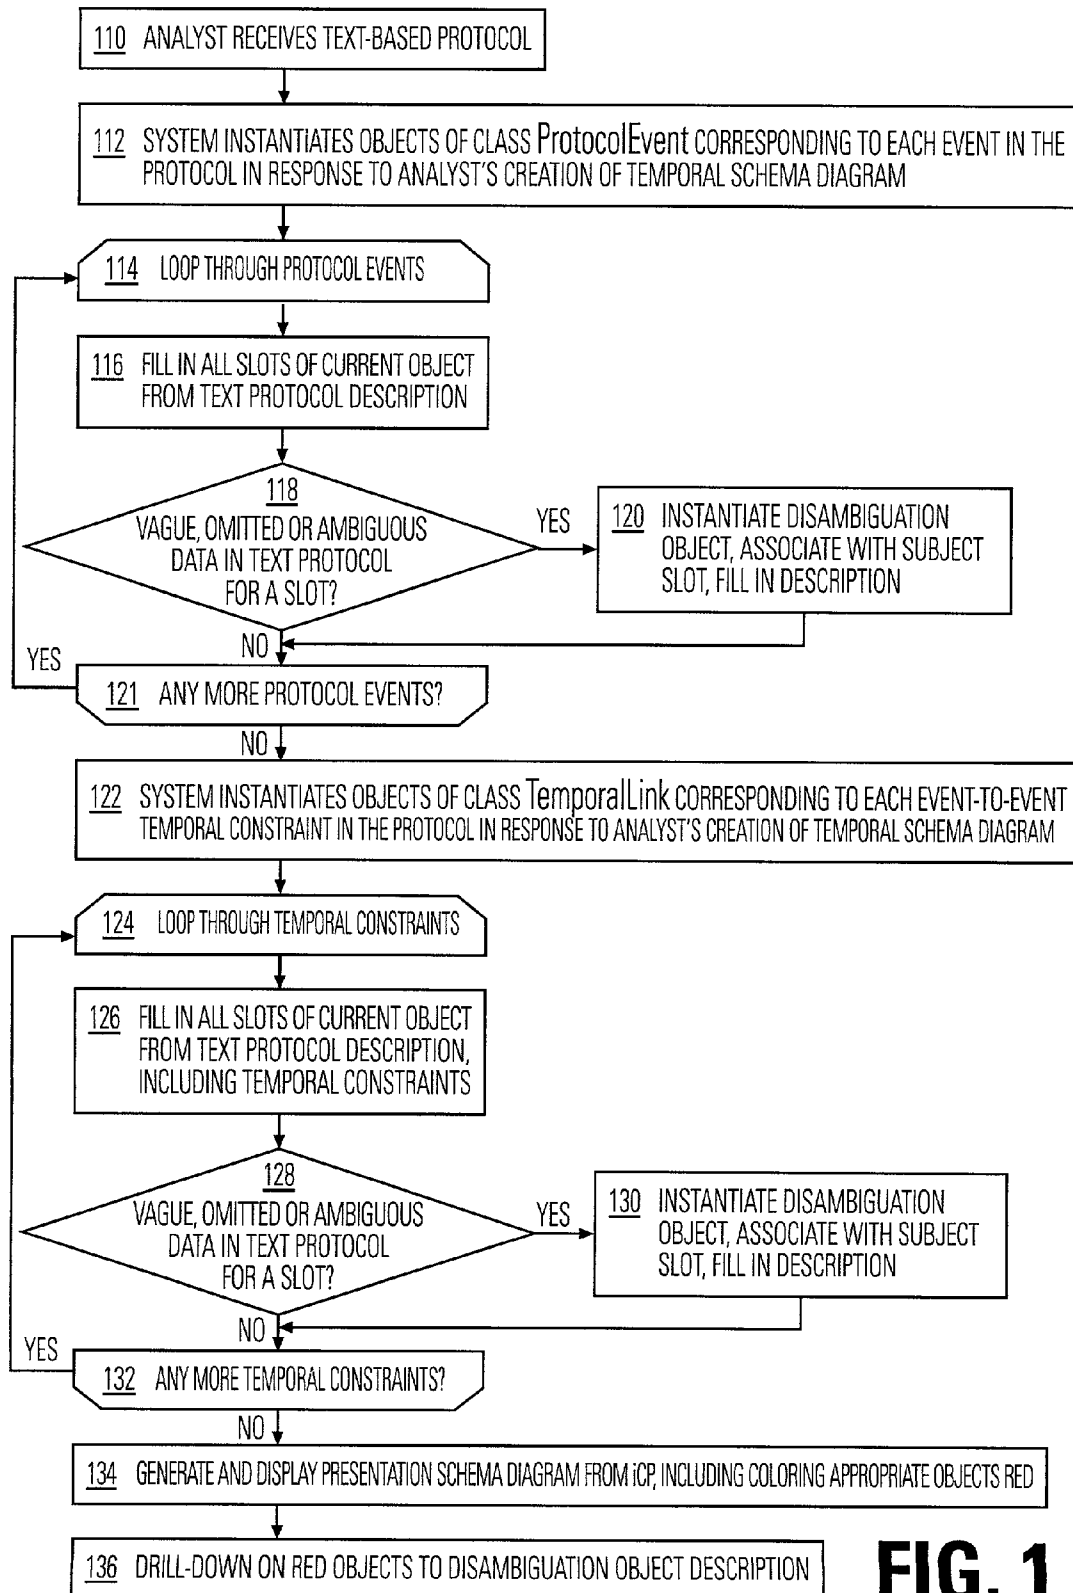 110 ANALYST RECEIVES TEXT-BASED PROTOCOL
112 SYSTEM INSTANTIATES OBJECTS OF CLASS ProtocolEvent CORRESPONDING TO EACH EVENT IN THE
PROTOCOL IN RESPONSE TO ANALYST'S CREATION OF TEMPORAL SCHEMA DIAGRAM
114 LOOP THROUGH PROTOCOL EVENTS
116 FILL IN ALL SLOTS OF CURRENT OBJECT
FROM TEXT PROTOCOL DESCRIPTION
118
VAGUE, OMITTED OR AMBIGUOUS
DATA IN TEXT PROTOCOL
FOR A SLOT?
YES
120 INSTANTIATE DISAMBIGUATION
OBJECT, ASSOCIATE WITH SUBJECT
SLOT, FILL IN DESCRIPTION
NO
YES
121 ANY MORE PROTOCOL EVENTS?
NO
122 SYSTEM INSTANTIATES OBJECTS OF CLASS TemporalLink CORRESPONDING TO EACH EVENT-TO-EVENT
TEMPORAL CONSTRAINT IN THE PROTOCOL IN RESPONSE TO ANALYST'S CREATION OF TEMPORAL SCHEMA DIAGRAM
124 LOOP THROUGH TEMPORAL CONSTRAINTS
126 FILL IN ALL SLOTS OF CURRENT OBJECT
FROM TEXT PROTOCOL DESCRIPTION,
INCLUDING TEMPORAL CONSTRAINTS
128
VAGUE, OMITTED OR AMBIGUOUS
DATA IN TEXT PROTOCOL
FOR A SLOT?
YES
130 INSTANTIATE DISAMBIGUATION
OBJECT, ASSOCIATE WITH SUBJECT
SLOT, FILL IN DESCRIPTION
NO
YES
132 ANY MORE TEMPORAL CONSTRAINTS?
NO
134 GENERATE AND DISPLAY PRESENTATION SCHEMA DIAGRAM FROM iCP, INCLUDING COLORING APPROPRIATE OBJECTS RED
136 DRILL-DOWN ON RED OBJECTS TO DISAMBIGUATION OBJECT DESCRIPTION
FIG. 1